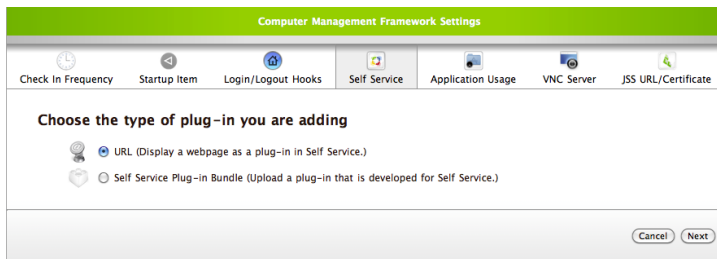 Computer Management Framework Settings
Check In Frequency
Startup Item
Login/Logout Hooks
Self Service
Application Usage
VNC Server
JSS URL/Certificate
Choose the type of plug-in you are adding
URL (Display a webpage as a plug-in in Self Service.)
Self Service Plug-in Bundle (Upload a plug-in that is developed for Self Service.)
Cancel
Next